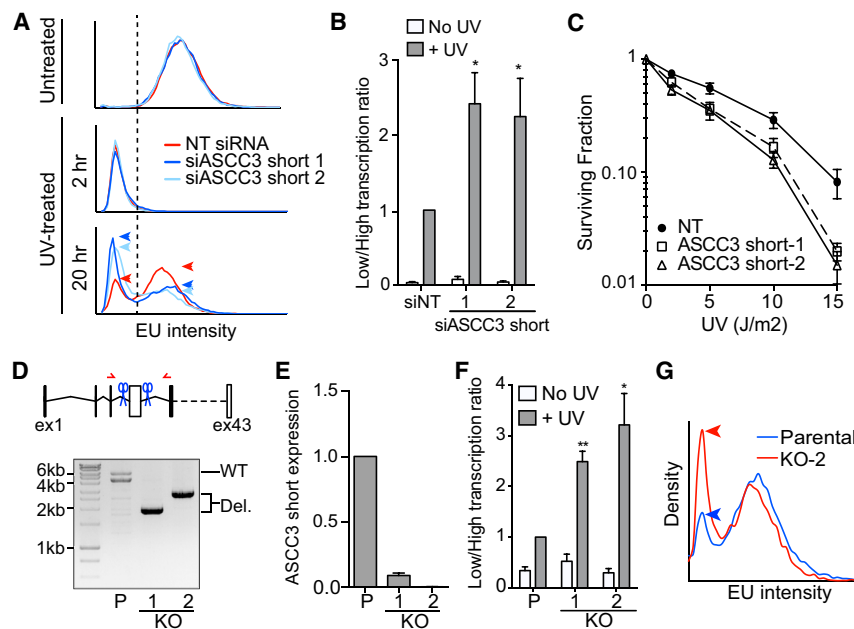 A
Untreated
UV-treated
2 hr
20 hr
NT siRNA
siASCC3 short 1
siASCC3 short 2
EU intensity
B
No UV
+ UV
Low/High transcription ratio
3
2
1
0
*
*
siNT
1
2
siASCC3 short
C
Surviving Fraction
1
0.10
0.01
NT
ASCC3 short-1
ASCC3 short-2
0
5
10
15
UV (J/m2)
D
ex1
ex43
6kb
4kb
2kb
1kb
WT
Del.
P
1
2
KO
E
ASCC3 short expression
1.5
1.0
0.5
0.0
P
1
2
KO
F
No UV
+ UV
Low/High transcription ratio
4
3
2
1
0
**
*
P
1
2
KO
G
Density
Parental
KO-2
EU intensity